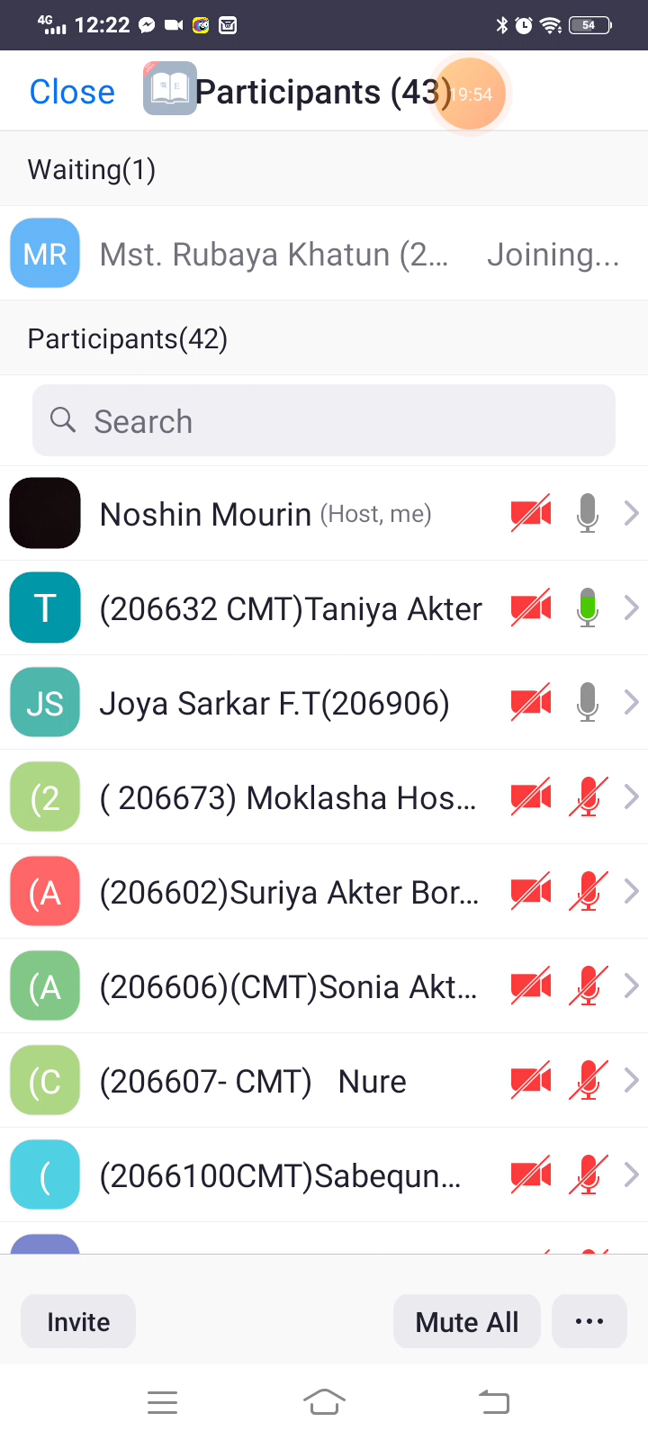 4G 12:22 54
Close Participants (43) 19:54
Waiting(1)
MR Mst. Rubaya Khatun (2... Joining...
Participants(42)
Search
Noshin Mourin (Host, me)
T (206632 CMT)Taniya Akter
JS Joya Sarkar F.T(206906)
(2 ( 206673) Moklasha Hos...
(A (206602)Suriya Akter Bor...
(A (206606)(CMT)Sonia Akt...
(C (206607- CMT) Nure
( (2066100CMT)Sabequn...
Invite Mute All ...